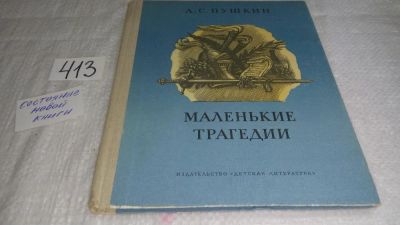 413
Состояние
новой
книги
А. С. ПУШКИН
МАЛЕНЬКИЕ
ТРАГЕДИИ
ИЗДАТЕЛЬСТВО «ДЕТСКАЯ ЛИТЕРАТУРА»